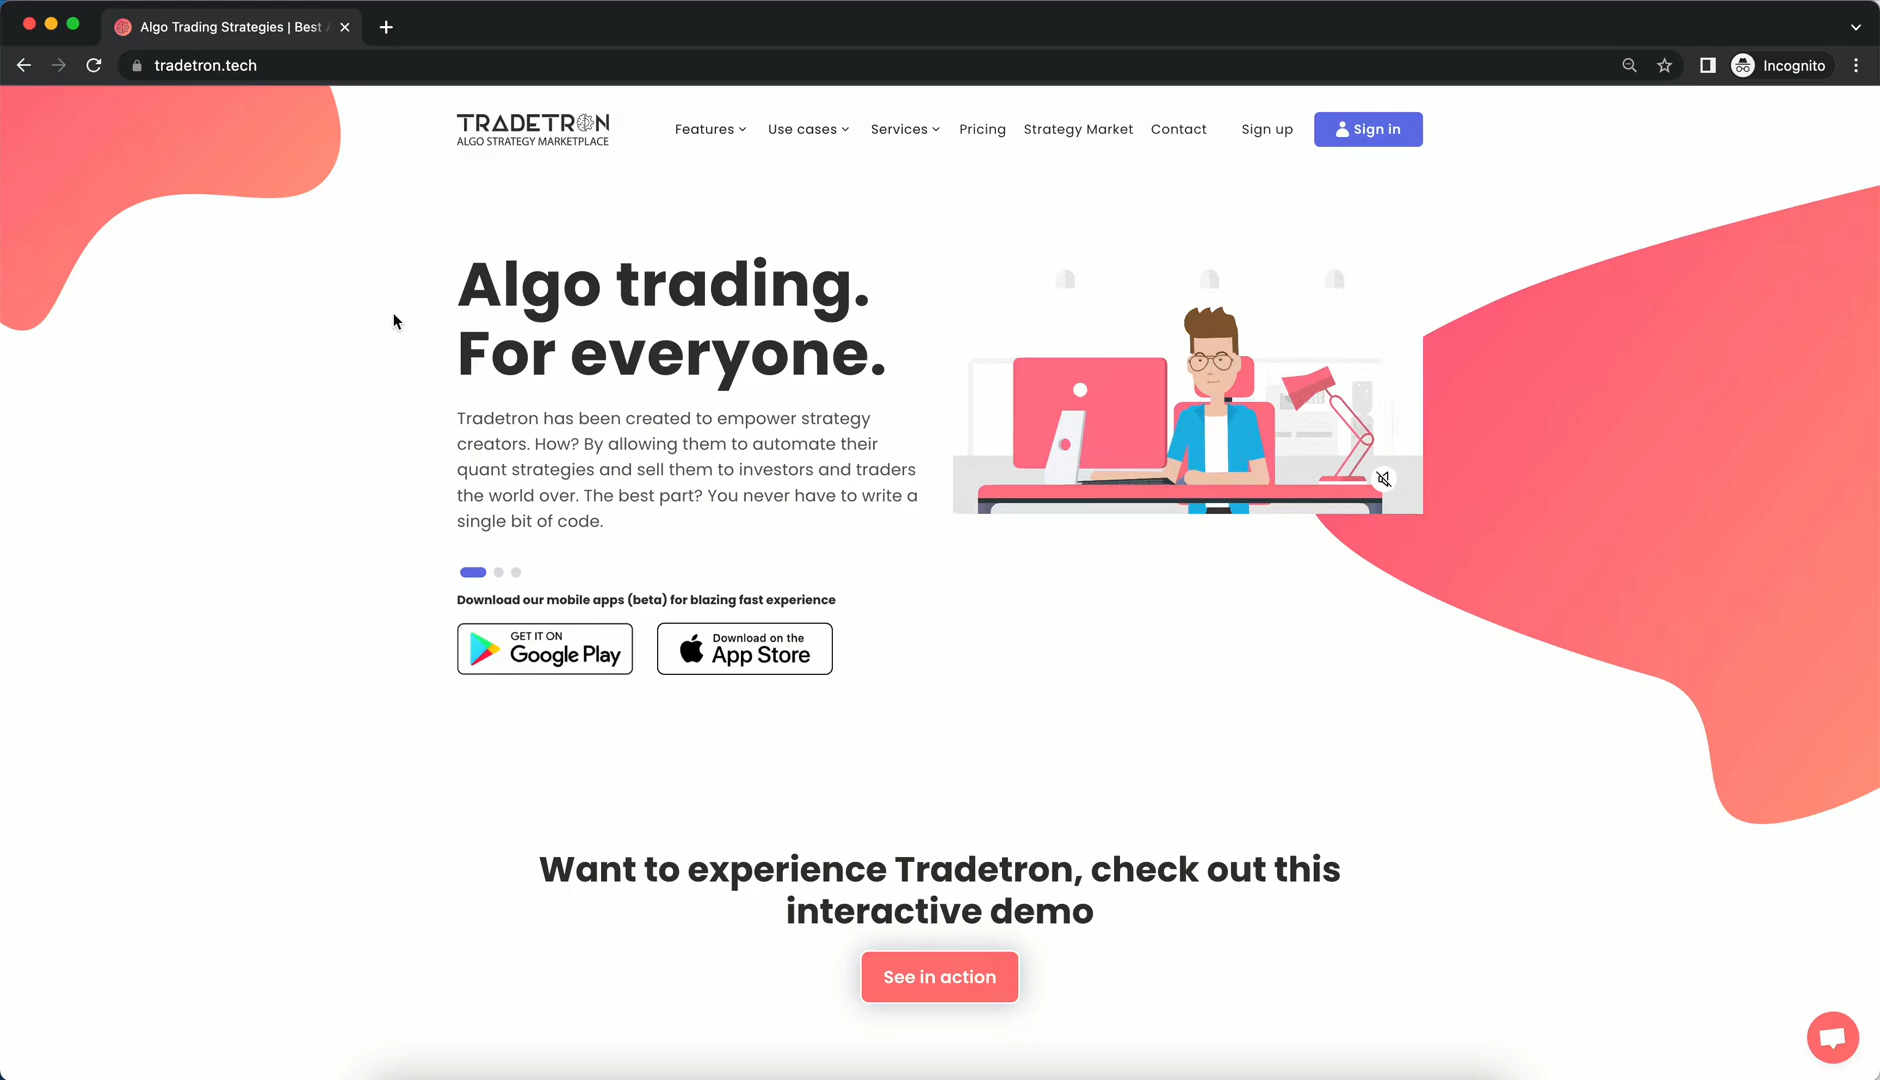 Algo Trading Strategies | Best
tradetron.tech
Incognito
TRADETRON
ALGO STRATEGY MARKETPLACE
Features
Use cases
Services
Pricing
Strategy Market
Contact
Sign up
Sign in
Algo trading.
For everyone.
Tradetron has been created to empower strategy
creators. How? By allowing them to automate their
quant strategies and sell them to investors and traders
the world over. The best part? You never have to write a
single bit of code.
Download our mobile apps (beta) for blazing fast experience
GET IT ON
Google Play
Download on the
App Store
Want to experience Tradetron, check out this
interactive demo
See in action